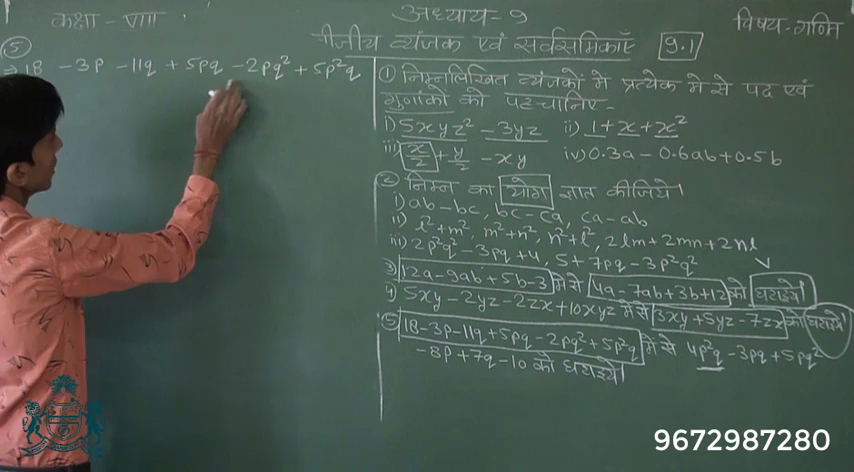 कक्षा - VIII
अध्याय-9
विषय-गणित
बीजीय व्यंजक एवं सर्वसमिकाएँ 9.1
⑤
⇒ 18 - 3p - 11q + 5pq - 2pq² + 5p²q
① निम्नलिखित व्यंजकों में प्रत्येक में से पद एवं
गुणांकों को पहचानिए-
i) 5xyz² - 3yz ii) 1+x+x²
iii) x/2 + y/2 - xy iv) 0.3a - 0.6ab + 0.5b
② निम्न का योग ज्ञात कीजिये।
i) ab-bc, bc-ca, ca-ab
ii) l²+m², m²+n², n²+l², 2lm+2mn+2nl
iii) 2p²q² - 3pq + 4, 5 + 7pq - 3p²q²
③ 12a-9ab+5b-3 में से 4a-7ab+3b+12 को घटाइये।
④ 5xy-2yz-2zx+10xyz में से 3xy+5yz-7zx को घटाइये
⑤ 18-3p-11q+5pq-2pq²+5p²q में से 4p²q-3pq+5pq²
-8p+7q-10 को घटाइये।
9672987280